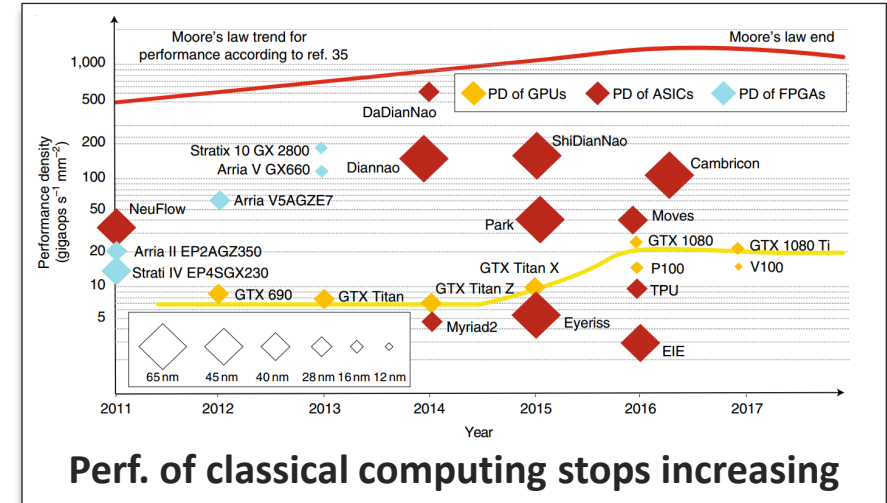 Moore's law trend for
performance according to ref. 35
Moore's law end
PD of GPUs
PD of ASICs
PD of FPGAs
Performance density
(gigaops s⁻¹ mm⁻²)
1,000
500
200
100
50
20
10
5
DaDianNao
Stratix 10 GX 2800
Arria V GX660
Diannao
ShiDianNao
Cambricon
Arria V5AGZE7
NeuFlow
Park
Moves
Arria II EP2AGZ350
Strati IV EP4SGX230
GTX 1080
GTX 1080 Ti
GTX Titan X
P100
V100
GTX 690
GTX Titan
GTX Titan Z
TPU
Myriad2
Eyeriss
EIE
65 nm
45 nm
40 nm
28 nm
16 nm
12 nm
2011
2012
2013
2014
2015
2016
2017
Year
Perf. of classical computing stops increasing